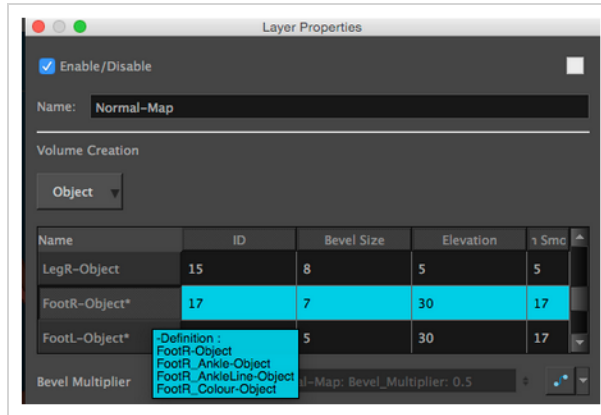 Layer Properties
Enable/Disable
Name: Normal-Map
Volume Creation
Object
Name ID Bevel Size Elevation
LegR-Object 15 8 5 5
FootR-Object* 17 7 30 17
FootL-Object* 5 30 17
-Definition :
FootR-Object
FootR_Ankle-Object
FootR_AnkleLine-Object
FootR_Colour-Object
Bevel Multiplier al-Map: Bevel_Multiplier: 0.5